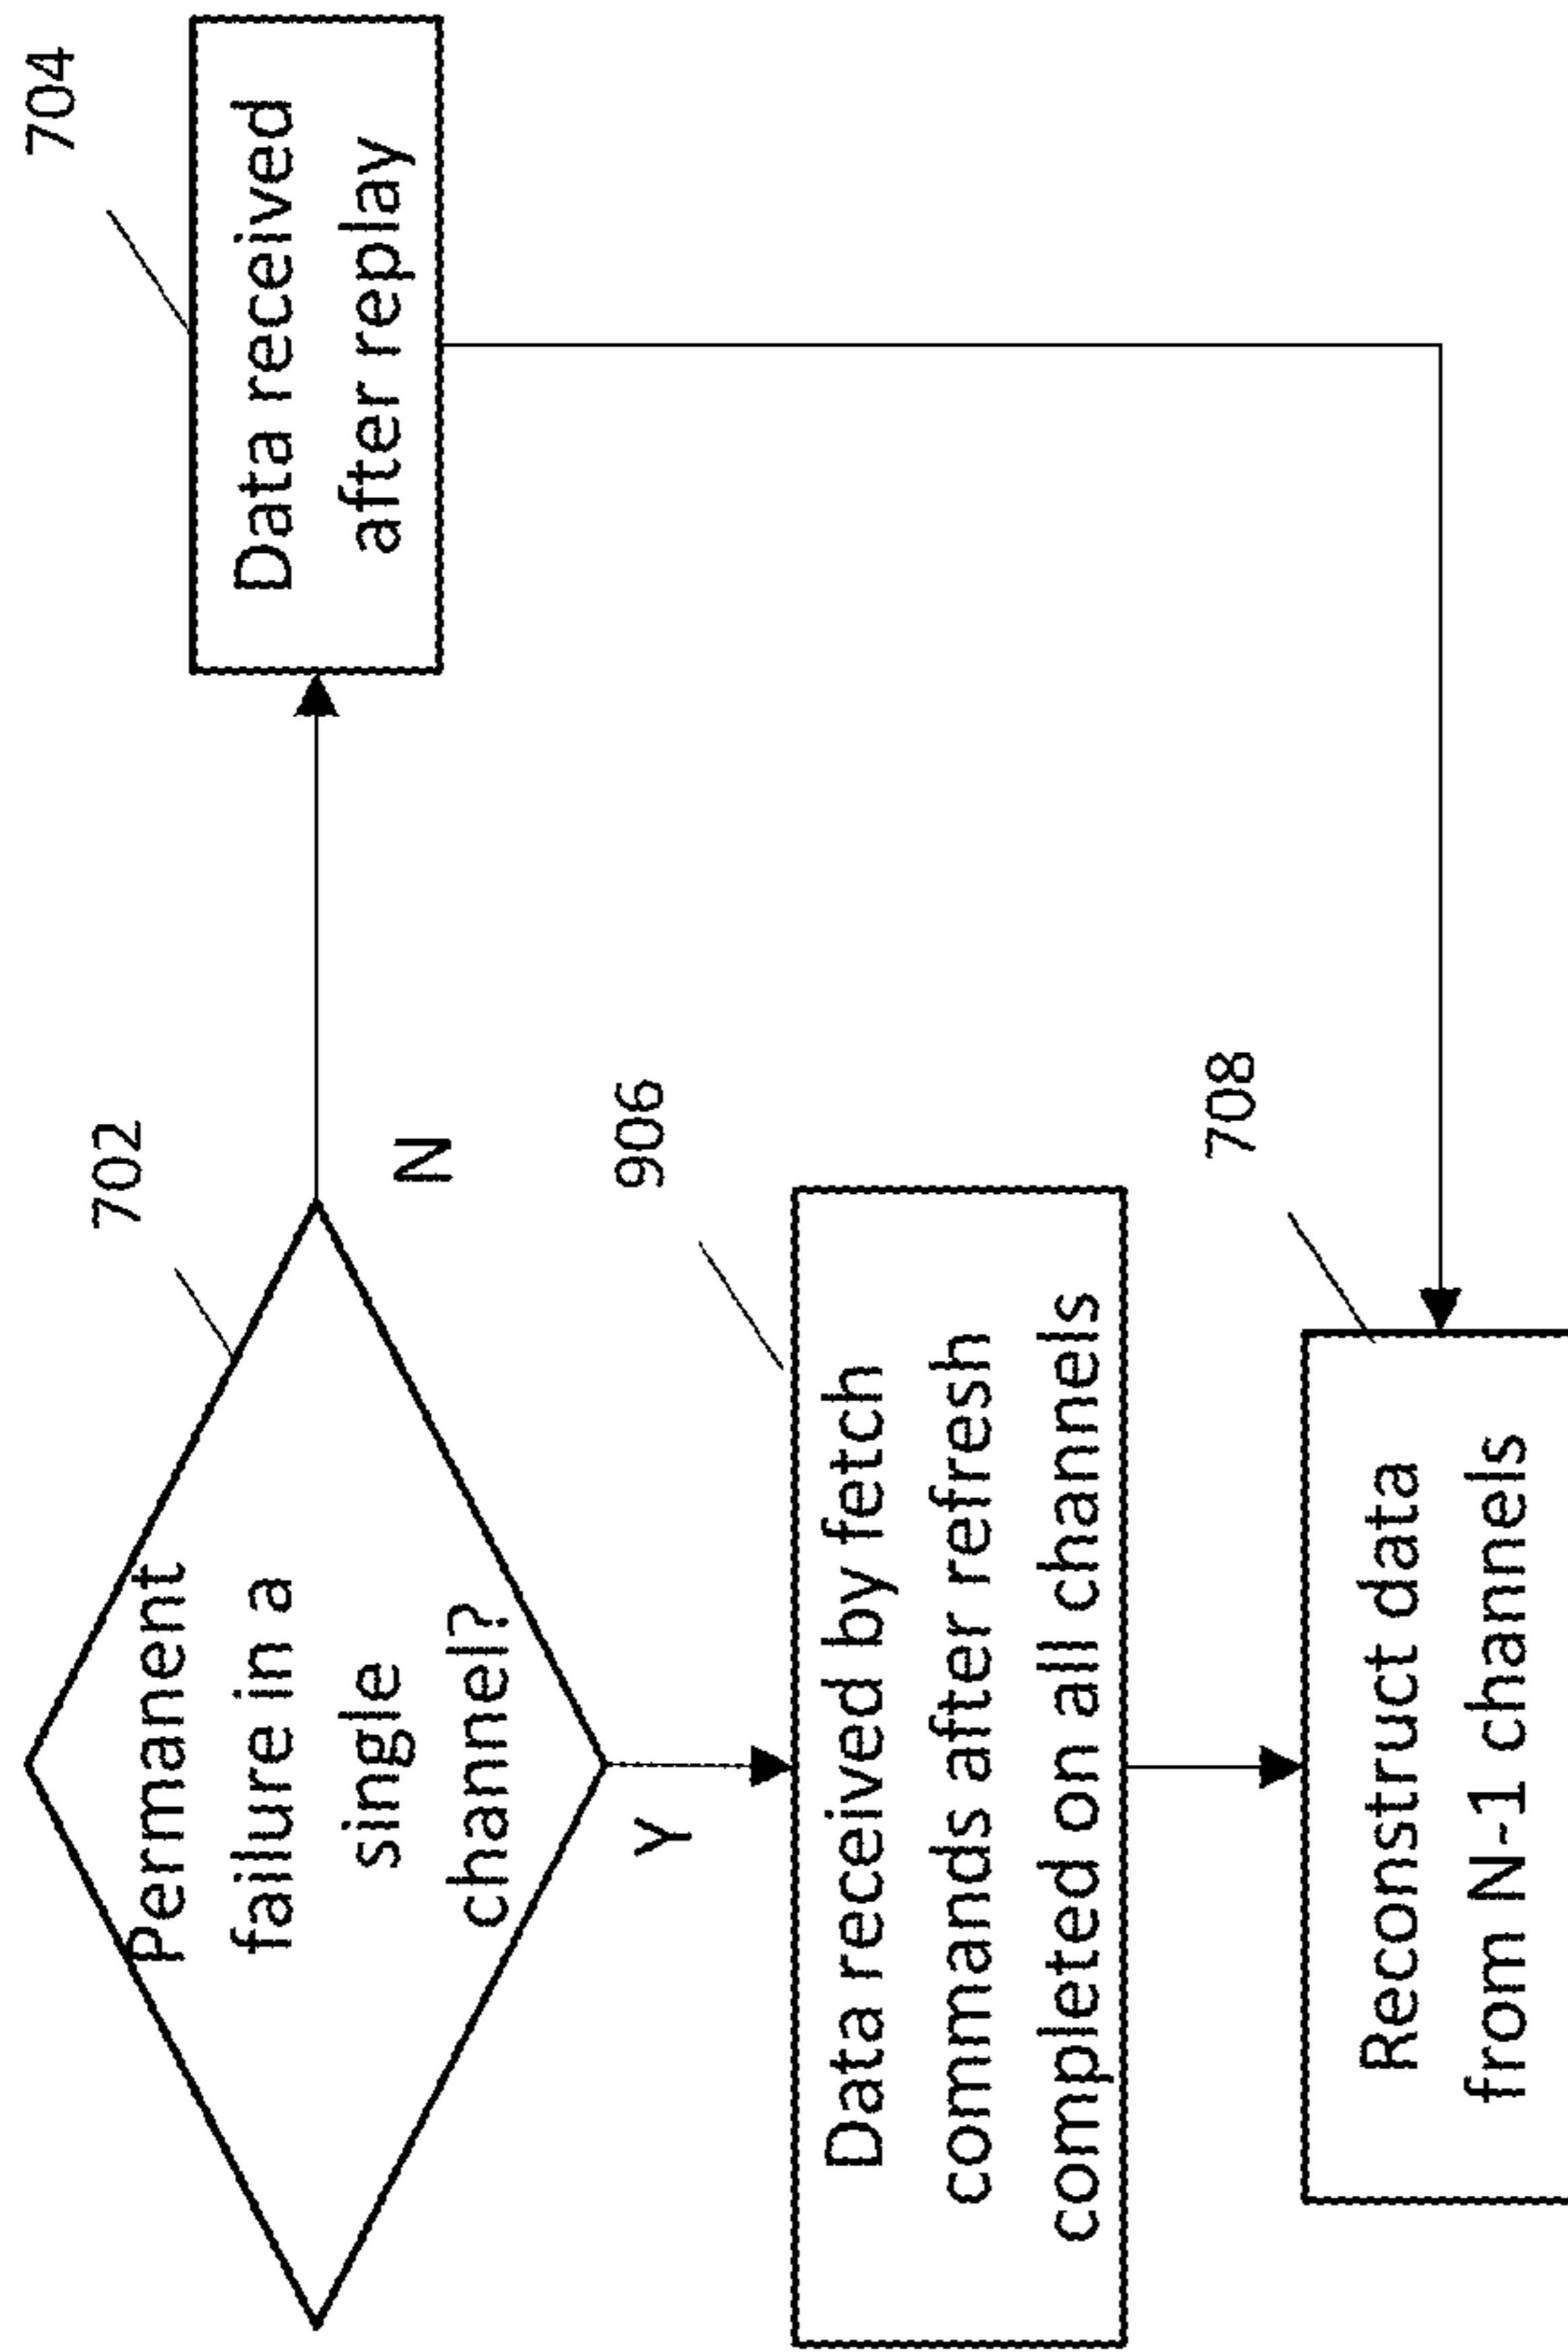 702
Permanent
failure in a
single
channel?
N
Y
704
Data received
after replay
906
Data received by fetch
commands after refresh
completed on all channels
708
Reconstruct data
from N-1 channels